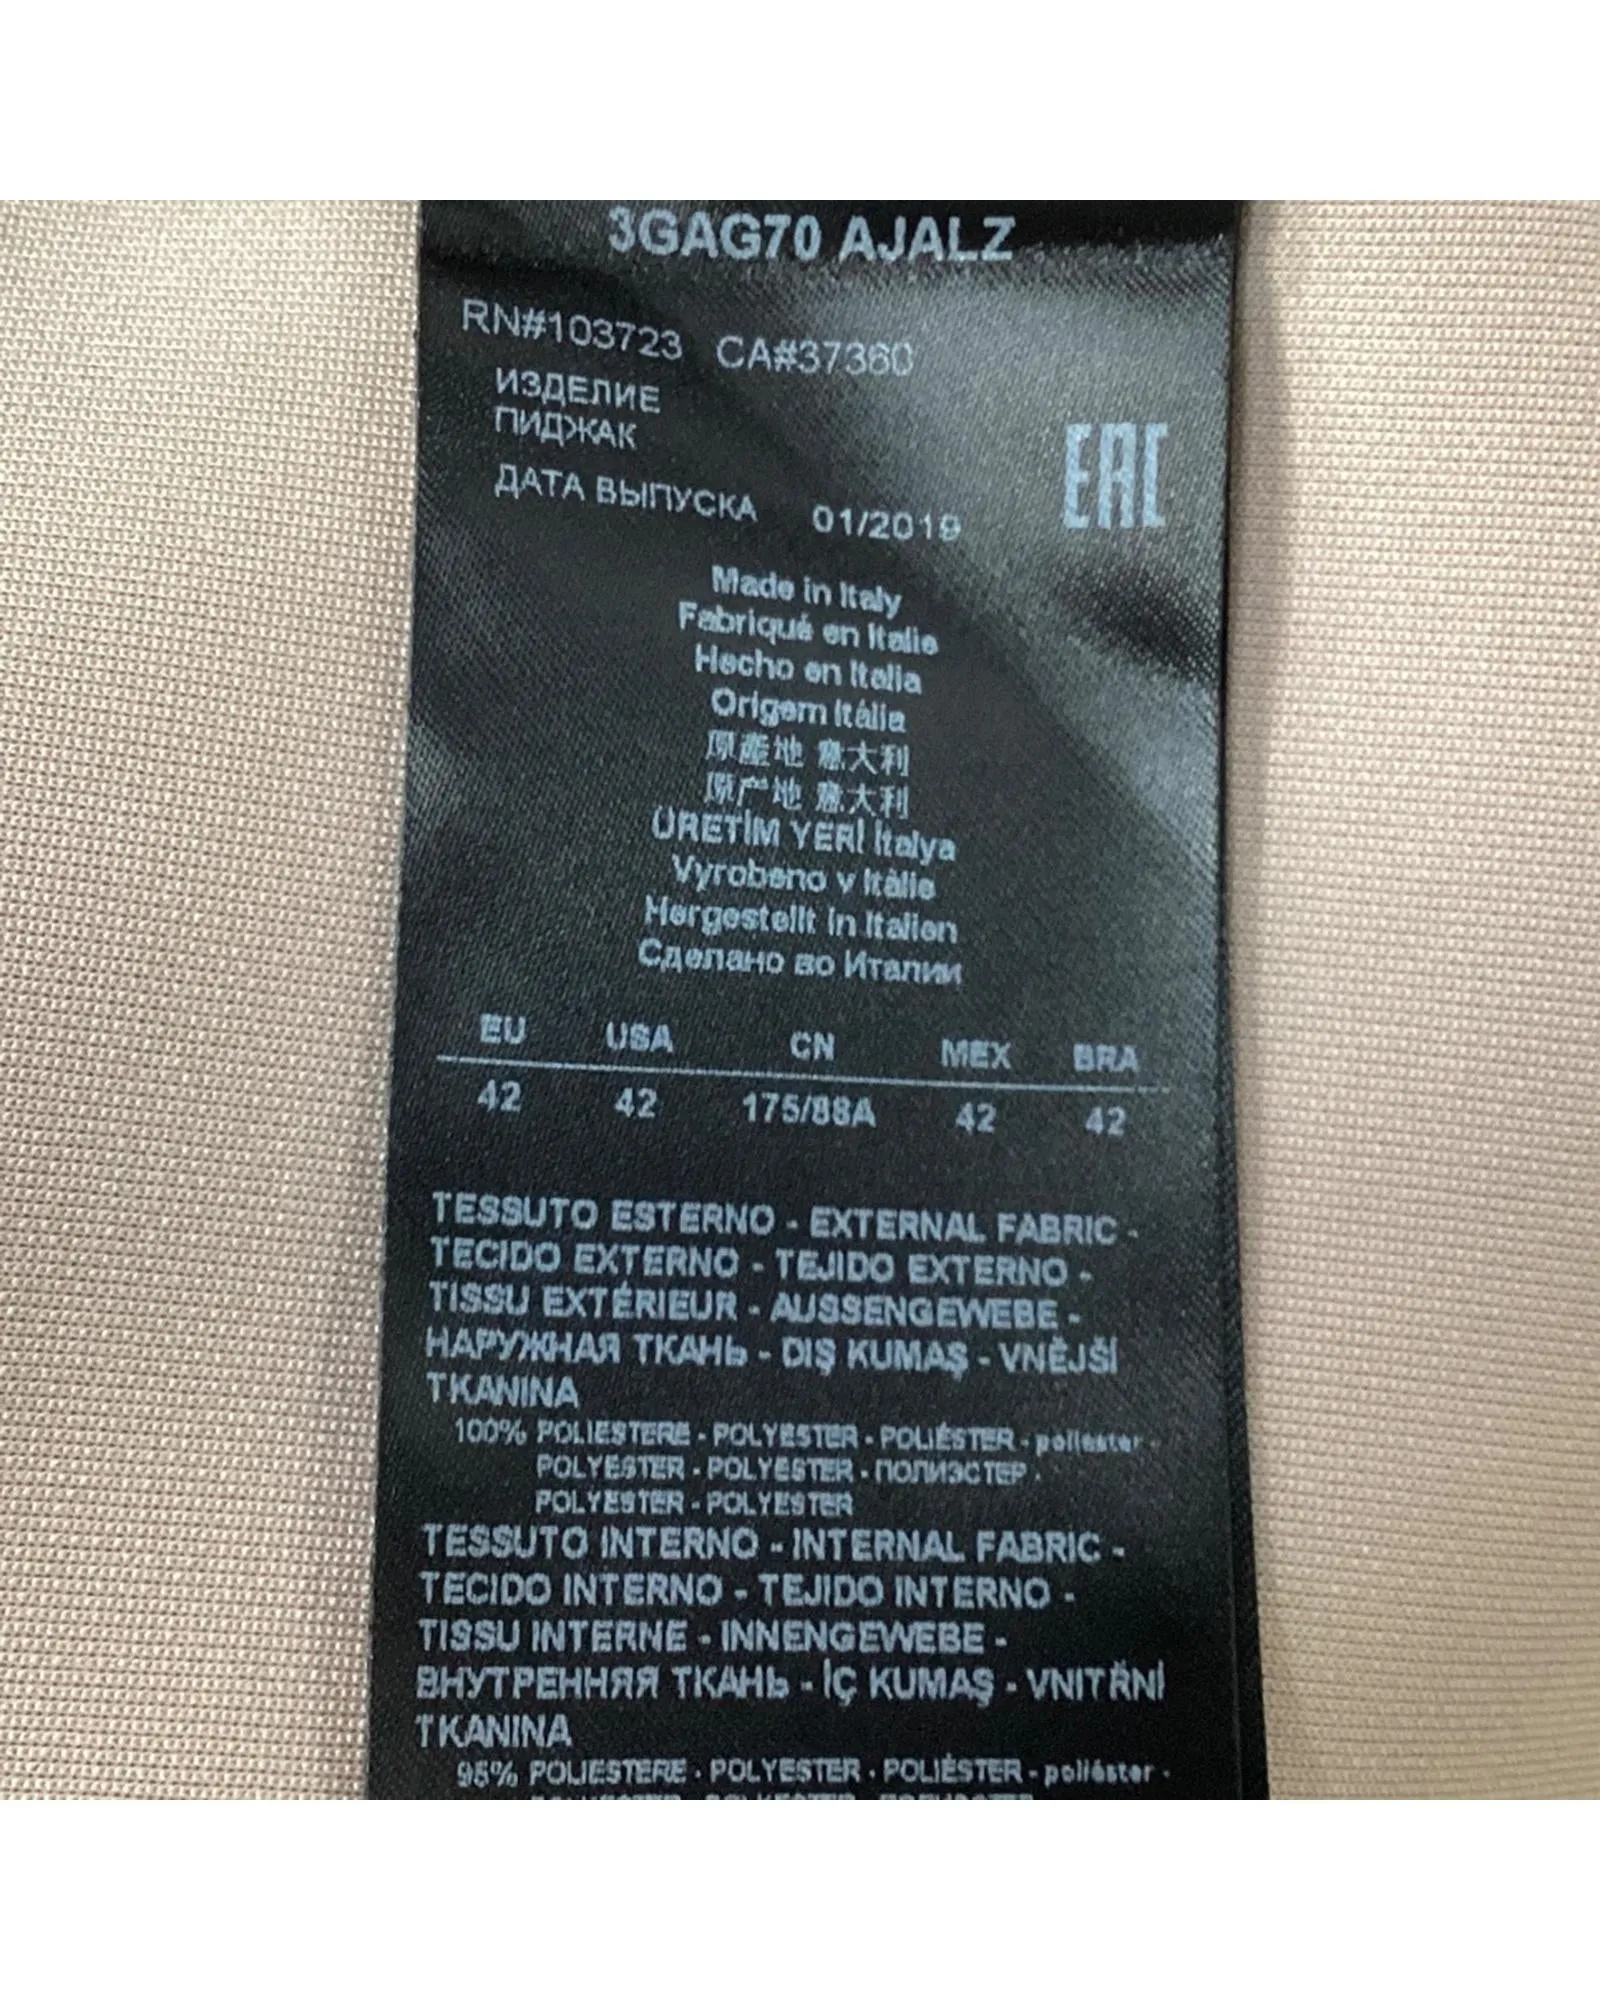 3GAG70 AJALZ
RN#103723 CA#37360
ИЗДЕЛИЕ
ПИДЖАК
ДАТА ВЫПУСКА 01/2019
EAC
Made in Italy
Fabriqué en Italie
Hecho en Italia
Origem Itália
原產地 意大利
原产地 意大利
ÜRETİM YERİ İtalya
Vyrobeno v Itálie
Hergestellt in Italien
Сделано во Италии
EU USA CN MEX BRA
42 42 175/88A 42 42
TESSUTO ESTERNO - EXTERNAL FABRIC -
TECIDO EXTERNO - TEJIDO EXTERNO -
TISSU EXTÉRIEUR - AUSSENGEWEBE -
НАРУЖНАЯ ТКАНЬ - DIŞ KUMAŞ - VNĚJŠÍ
TKANINA
100% POLIESTERE - POLYESTER - POLIÉSTER - poliéster -
POLYESTER - POLYESTER - ПОЛИЭСТЕР -
POLYESTER - POLYESTER
TESSUTO INTERNO - INTERNAL FABRIC -
TECIDO INTERNO - TEJIDO INTERNO -
TISSU INTERNE - INNENGEWEBE -
ВНУТРЕННЯЯ ТКАНЬ - İÇ KUMAŞ - VNITŘNÍ
TKANINA
95% POLIESTERE - POLYESTER - POLIÉSTER - poliéster -